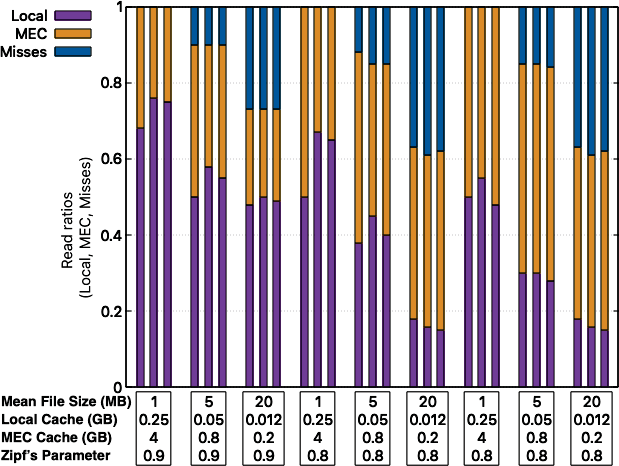 Local
MEC
Misses
1
0.8
0.6
0.4
0.2
0
Read ratios
(Local, MEC, Misses)
Mean File Size (MB) 1 5 20 1 5 20 1 5 20
Local Cache (GB) 0.25 0.05 0.012 0.25 0.05 0.012 0.25 0.05 0.012
MEC Cache (GB) 4 0.8 0.2 4 0.8 0.2 4 0.8 0.2
Zipf's Parameter 0.9 0.9 0.9 0.8 0.8 0.8 0.8 0.8 0.8